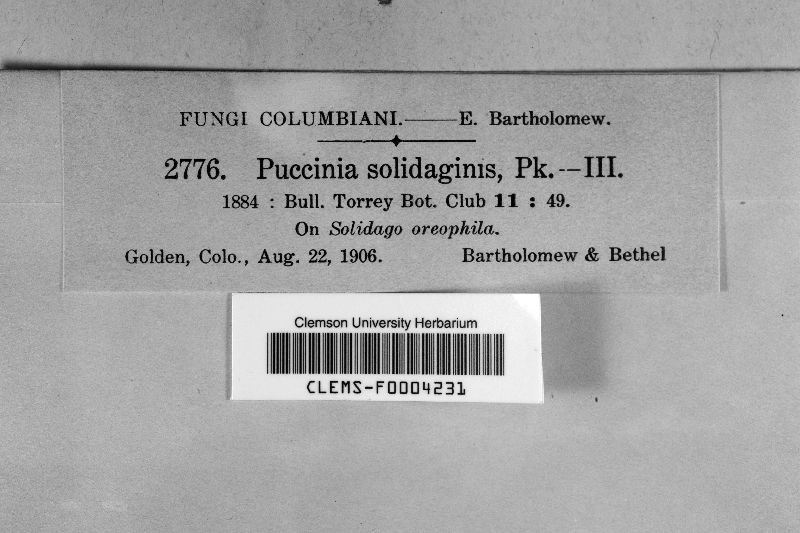 FUNGI COLUMBIANI.——E. Bartholomew.
2776. Puccinia solidaginis, Pk.—III.
1884 : Bull. Torrey Bot. Club 11 : 49.
On Solidago oreophila.
Golden, Colo., Aug. 22, 1906. Bartholomew & Bethel
Clemson University Herbarium
CLEMS-F0004231